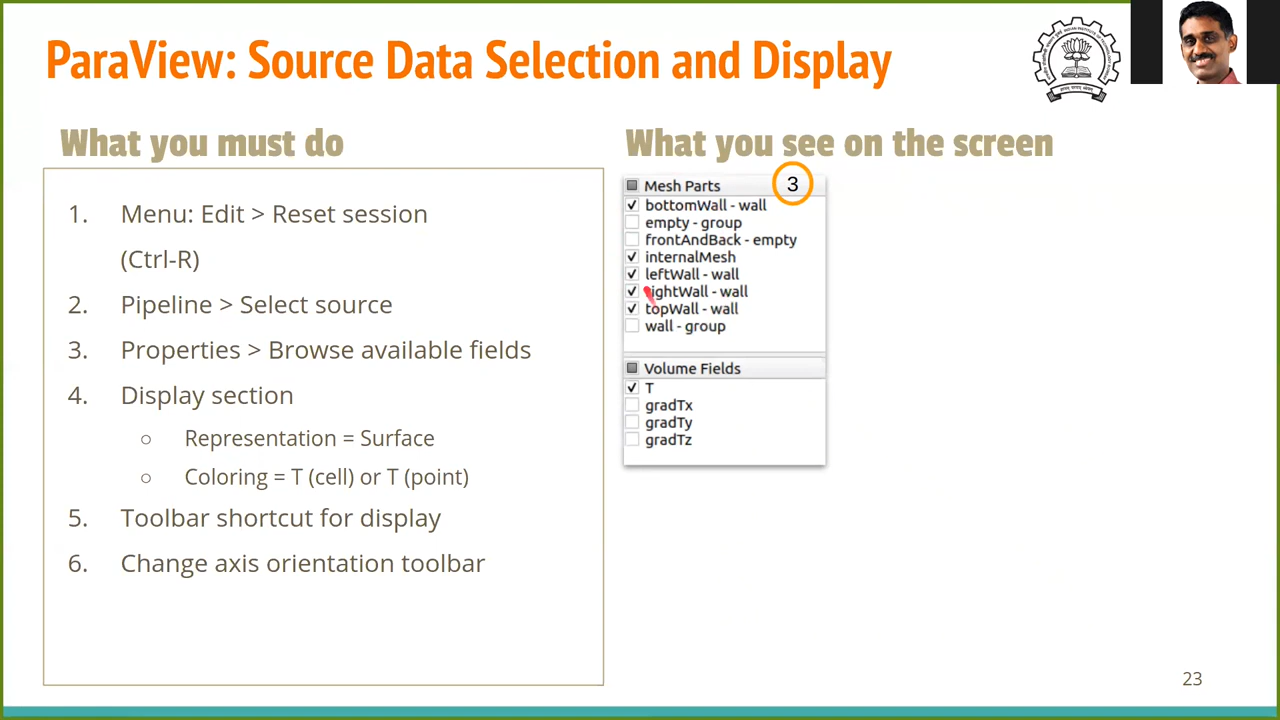 ParaView: Source Data Selection and Display
What you must do
1. Menu: Edit > Reset session
(Ctrl-R)
2. Pipeline > Select source
3. Properties > Browse available fields
4. Display section
○ Representation = Surface
○ Coloring = T (cell) or T (point)
5. Toolbar shortcut for display
6. Change axis orientation toolbar
What you see on the screen
3
Mesh Parts
bottomWall - wall
empty - group
frontAndBack - empty
internalMesh
leftWall - wall
rightWall - wall
topWall - wall
wall - group
Volume Fields
T
gradTx
gradTy
gradTz
23